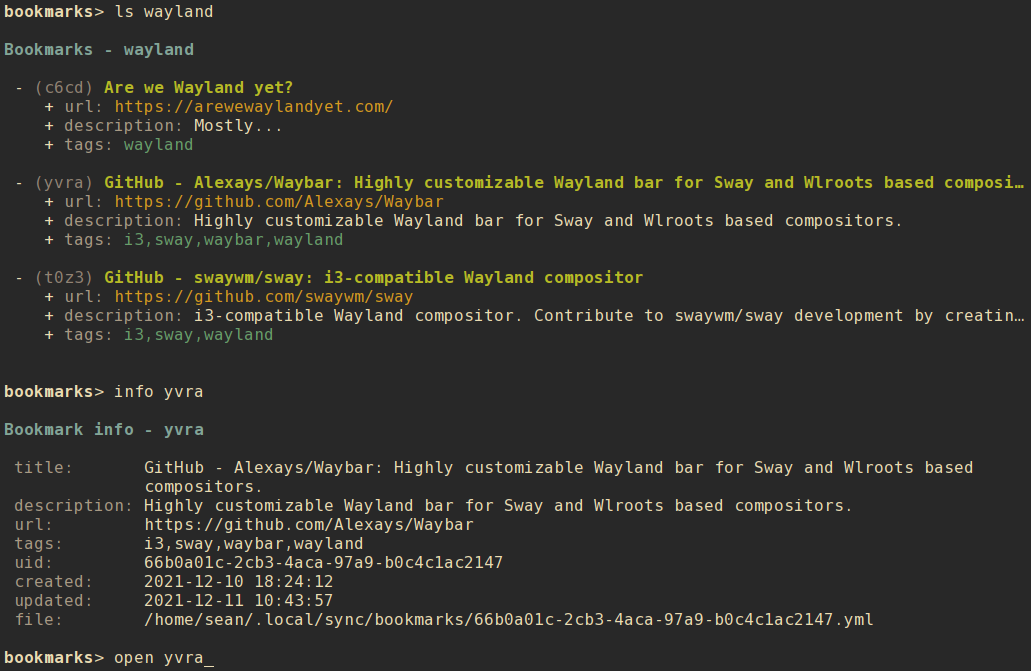 bookmarks> ls wayland
Bookmarks - wayland
- (c6cd) Are we Wayland yet?
+ url: https://arewewaylandyet.com/
+ description: Mostly...
+ tags: wayland
- (yvra) GitHub - Alexays/Waybar: Highly customizable Wayland bar for Sway and Wlroots based composi…
+ url: https://github.com/Alexays/Waybar
+ description: Highly customizable Wayland bar for Sway and Wlroots based compositors.
+ tags: i3,sway,waybar,wayland
- (t0z3) GitHub - swaywm/sway: i3-compatible Wayland compositor
+ url: https://github.com/swaywm/sway
+ description: i3-compatible Wayland compositor. Contribute to swaywm/sway development by creatin…
+ tags: i3,sway,wayland
bookmarks> info yvra
Bookmark info - yvra
title: GitHub - Alexays/Waybar: Highly customizable Wayland bar for Sway and Wlroots based
compositors.
description: Highly customizable Wayland bar for Sway and Wlroots based compositors.
url: https://github.com/Alexays/Waybar
tags: i3,sway,waybar,wayland
uid: 66b0a01c-2cb3-4aca-97a9-b0c4c1ac2147
created: 2021-12-10 18:24:12
updated: 2021-12-11 10:43:57
file: /home/sean/.local/sync/bookmarks/66b0a01c-2cb3-4aca-97a9-b0c4c1ac2147.yml
bookmarks> open yvra_